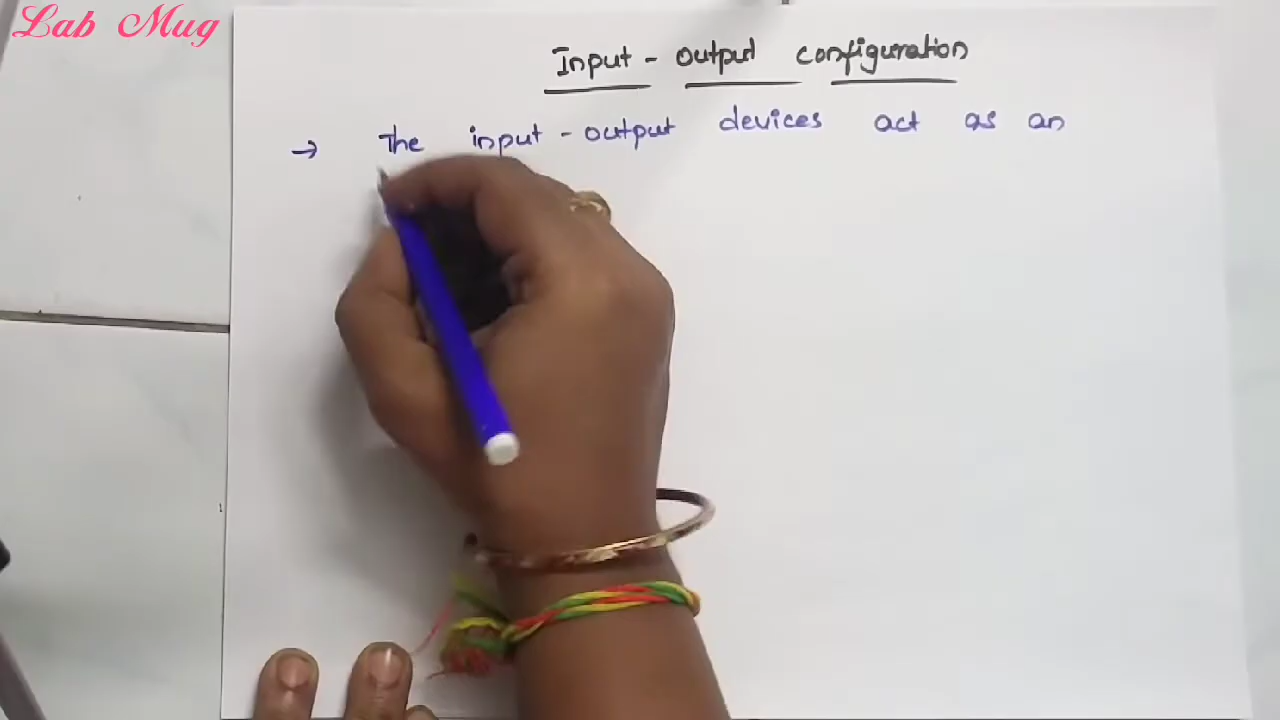 Lab Mug
Input - output configuration
→ The input - output devices act as an